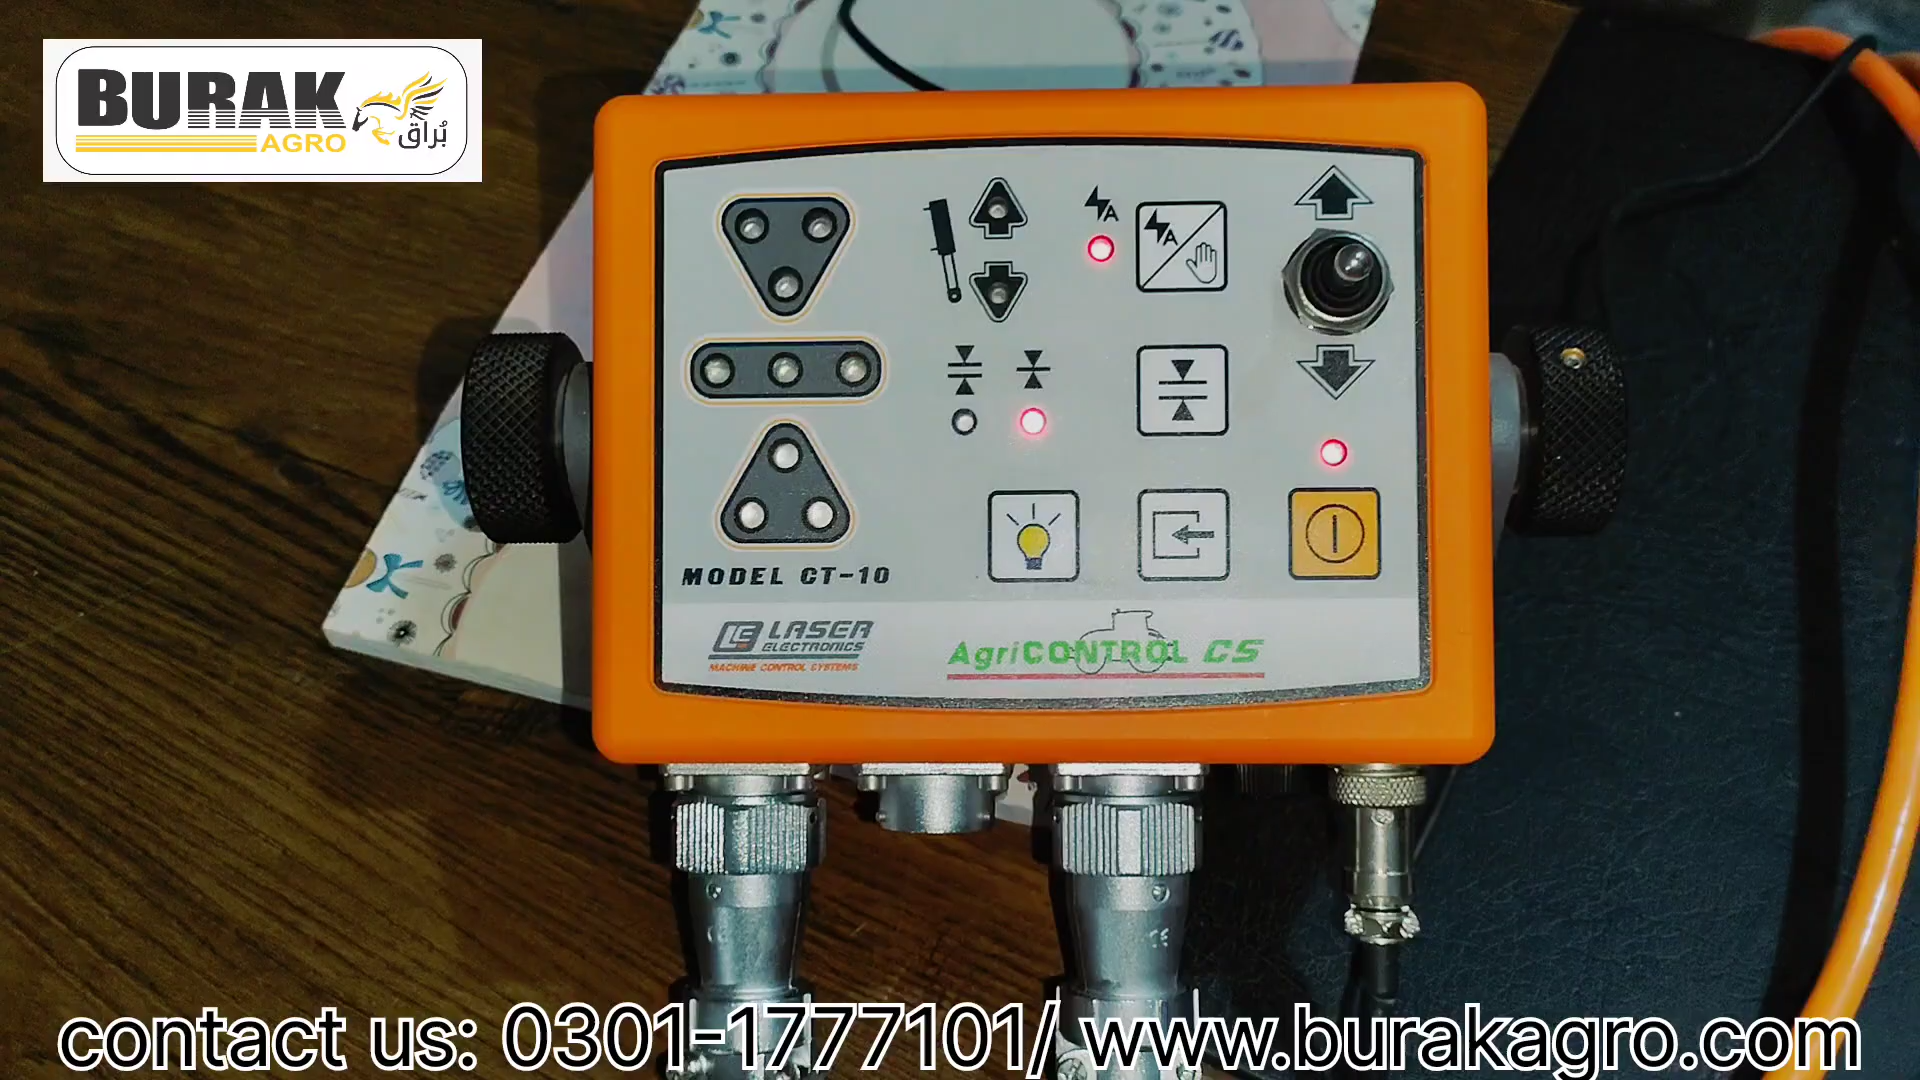 BURAK
AGRO
بُراق
A
A
MODEL CT-10
LE LASER
ELECTRONICS
MACHINE CONTROL SYSTEMS
AgriCONTROL CS
contact us: 0301-1777101/ www.burakagro.com